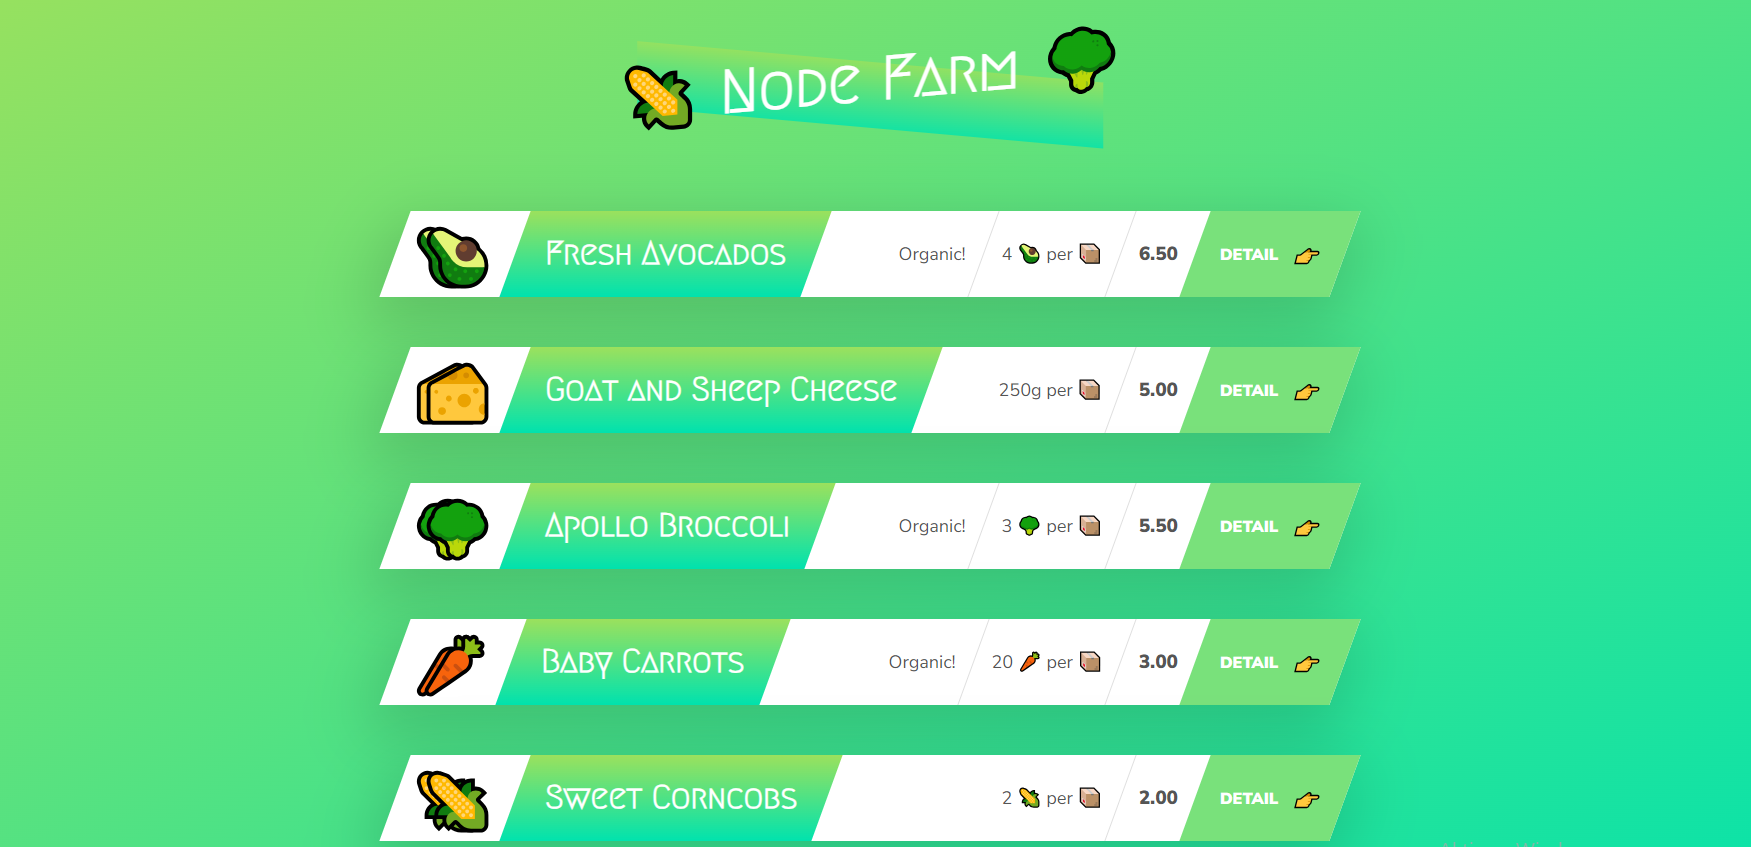 Node Farm
Fresh Avocados Organic! 4 🥑 per 📦 6.50 DETAIL 👉
Goat and Sheep Cheese 250g per 📦 5.00 DETAIL 👉
Apollo Broccoli Organic! 3 🥦 per 📦 5.50 DETAIL 👉
Baby Carrots Organic! 20 🥕 per 📦 3.00 DETAIL 👉
Sweet Corncobs 2 🌽 per 📦 2.00 DETAIL 👉